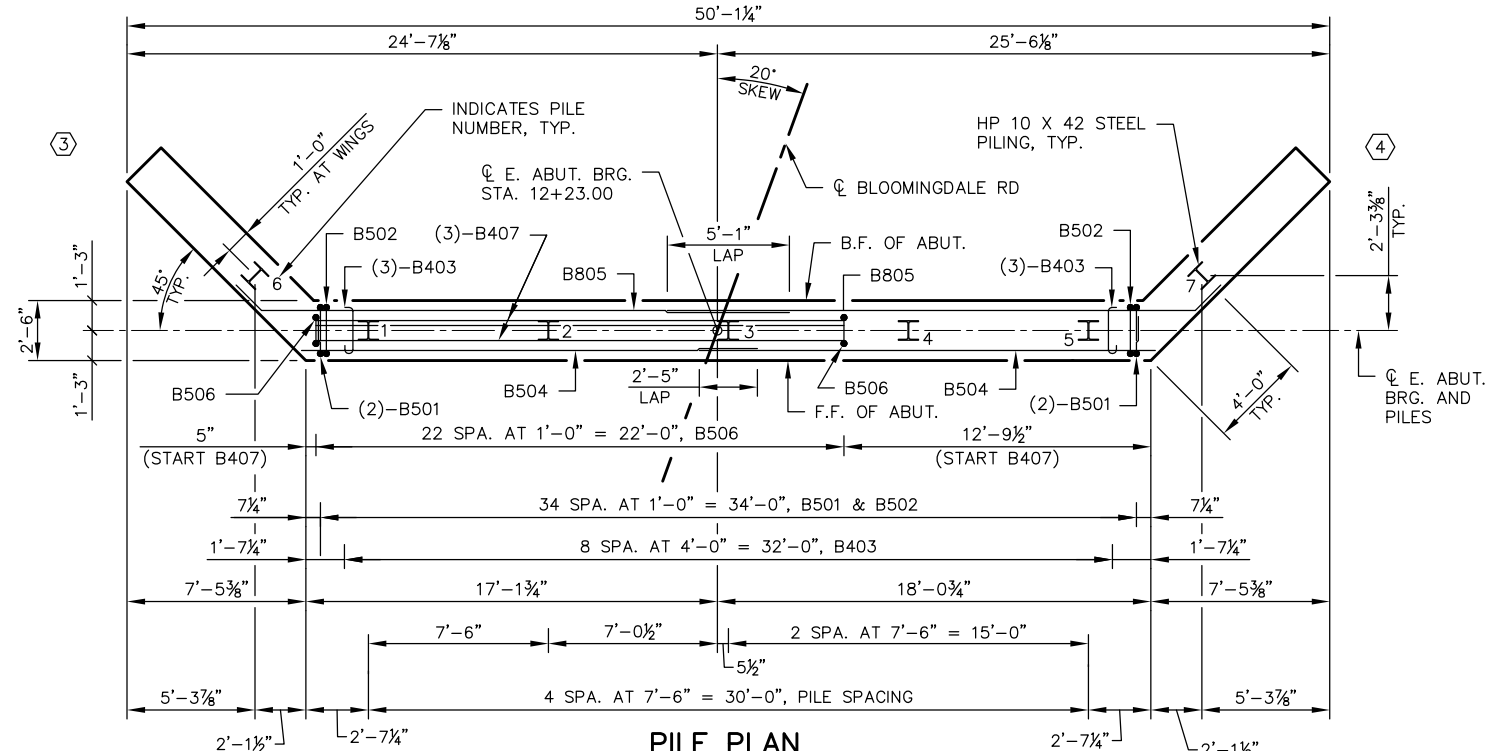 50'-1¼"
24'-7⅛"
25'-6⅛"
20°
SKEW
INDICATES PILE
NUMBER, TYP.
HP 10 X 42 STEEL
PILING, TYP.
3
4
1'-0"
TYP. AT WINGS
℄ E. ABUT. BRG.
STA. 12+23.00
℄ BLOOMINGDALE RD
2'-3⅜"
TYP.
B502
(3)-B407
5'-1"
LAP
B.F. OF ABUT.
B502
(3)-B403
B805
B805
(3)-B403
1'-3"
45°
TYP.
6
7
2'-6"
1
2
3
4
5
1'-3"
B506
(2)-B501
B504
2'-5"
LAP
F.F. OF ABUT.
B506
B504
(2)-B501
4'-0"
TYP.
℄ E. ABUT.
BRG. AND
PILES
5"
(START B407)
22 SPA. AT 1'-0" = 22'-0", B506
12'-9½"
(START B407)
7¼"
34 SPA. AT 1'-0" = 34'-0", B501 & B502
7¼"
1'-7¼"
8 SPA. AT 4'-0" = 32'-0", B403
1'-7¼"
7'-5⅜"
17'-1¾"
18'-0¾"
7'-5⅜"
7'-6"
7'-0½"
2 SPA. AT 7'-6" = 15'-0"
5½"
5'-3⅞"
4 SPA. AT 7'-6" = 30'-0", PILE SPACING
5'-3⅞"
2'-1½"
2'-7¼"
PILE PLAN
2'-7¼"
2'-1½"